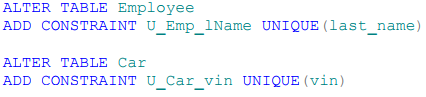 ALTER TABLE Employee
ADD CONSTRAINT U_Emp_lName UNIQUE(last_name)
ALTER TABLE Car
ADD CONSTRAINT U_Car_vin UNIQUE(vin)